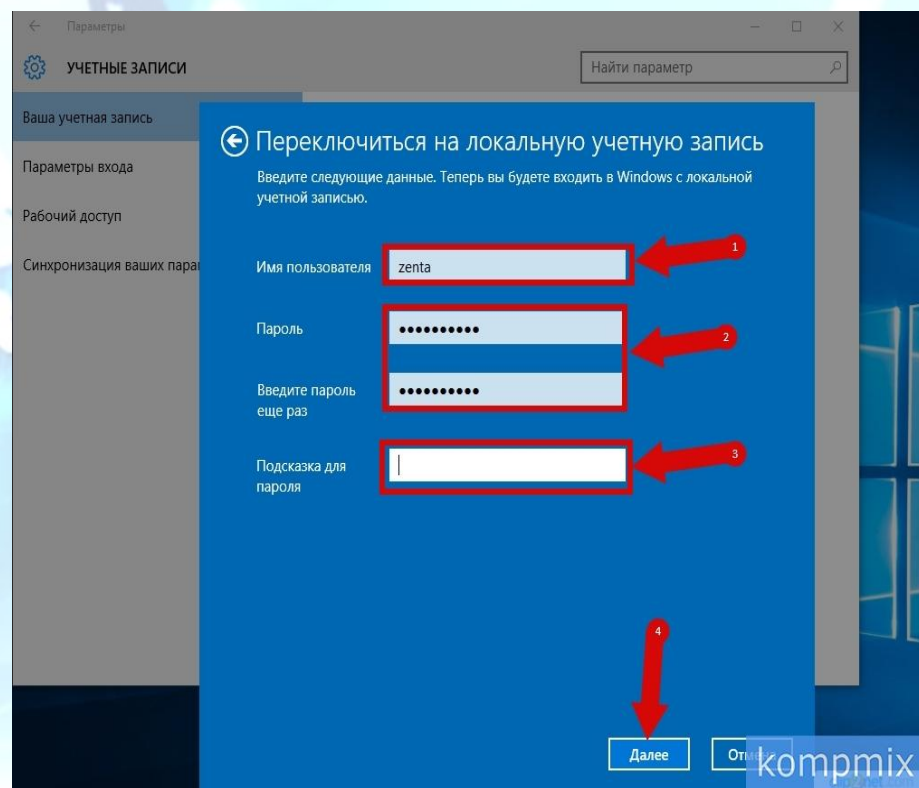 Параметры
УЧЕТНЫЕ ЗАПИСИ
Найти параметр
Ваша учетная запись
Параметры входа
Рабочий доступ
Синхронизация ваших
Переключиться на локальную учетную запись
Введите следующие данные. Теперь вы будете входить в Windows с локальной
учетной записью.
Имя пользователя
zenta
1
Пароль
2
Введите пароль
еще раз
Подсказка для
пароля
3
4
Далее
kompmix